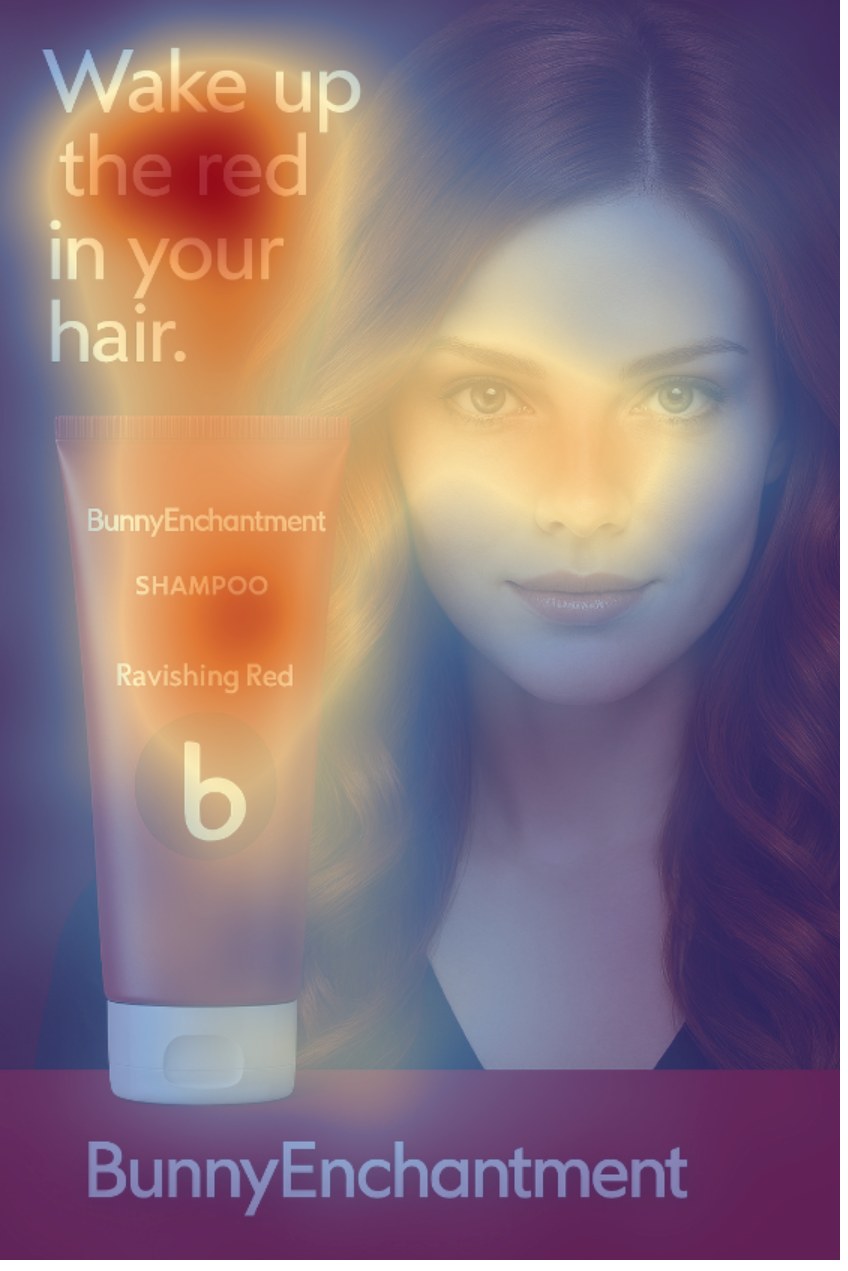 Wake up
the red
in your
hair.
BunnyEnchantment
SHAMPOO
Ravishing Red
b
BunnyEnchantment